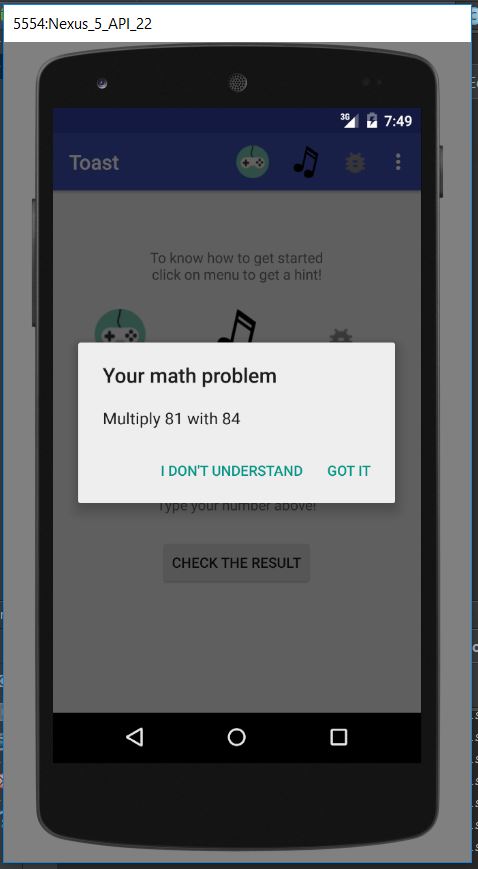 5554:Nexus_5_API_22
3G 7:49
Toast
To know how to get started
click on menu to get a hint!
Your math problem
Multiply 81 with 84
I DON'T UNDERSTAND GOT IT
Type your number above!
CHECK THE RESULT